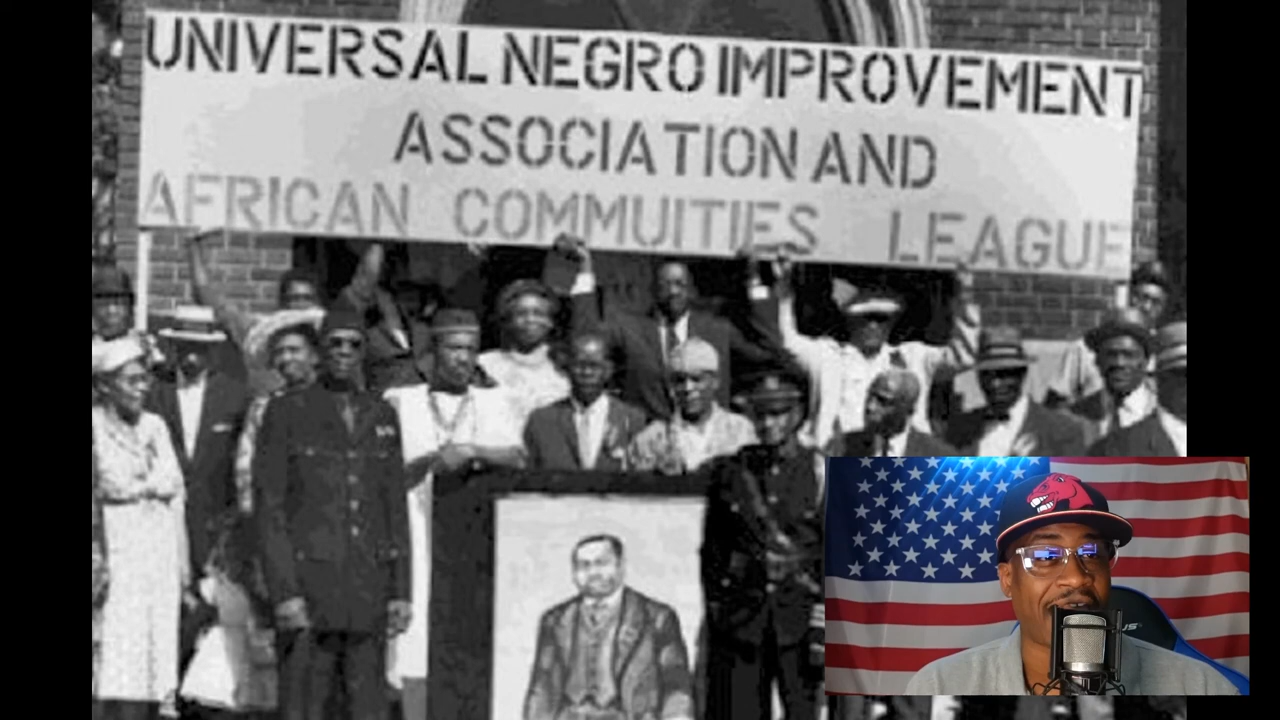 UNIVERSAL NEGRO IMPROVEMENT
ASSOCIATION AND
AFRICAN COMMUITIES LEAGUE